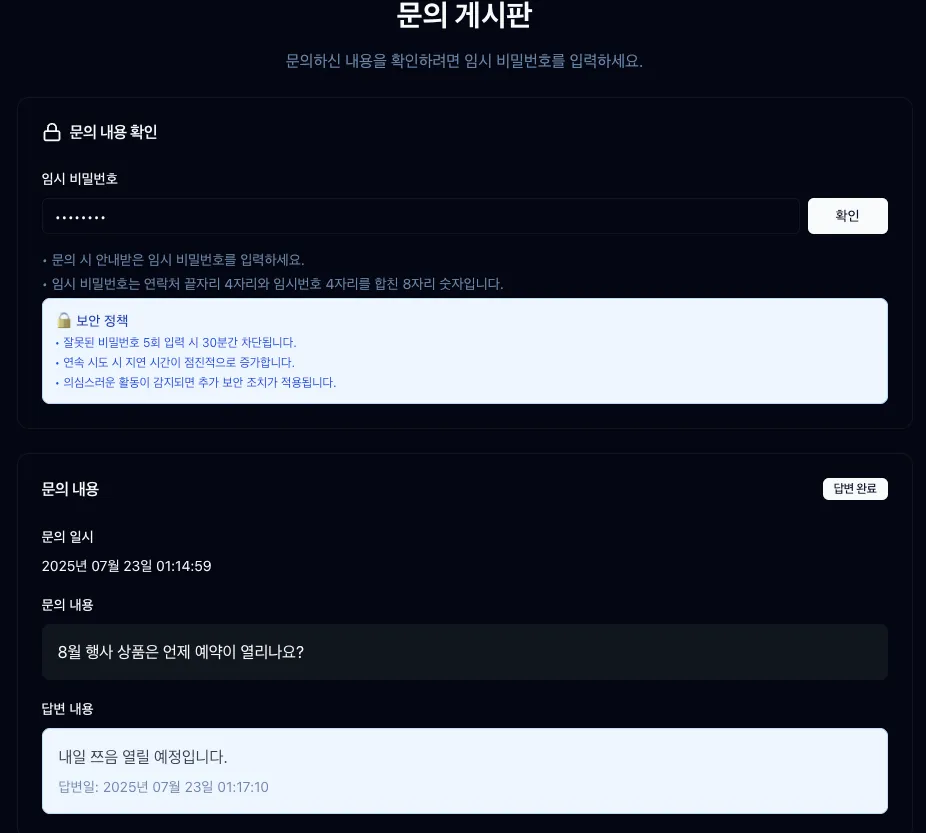 문의 게시판
문의하신 내용을 확인하려면 임시 비밀번호를 입력하세요.
문의 내용 확인
임시 비밀번호
••••••••
확인
• 문의 시 안내받은 임시 비밀번호를 입력하세요.
• 임시 비밀번호는 연락처 끝자리 4자리와 임시번호 4자리를 합친 8자리 숫자입니다.
🔒 보안 정책
• 잘못된 비밀번호 5회 입력 시 30분간 차단됩니다.
• 연속 시도 시 지연 시간이 점진적으로 증가합니다.
• 의심스러운 활동이 감지되면 추가 보안 조치가 적용됩니다.
문의 내용
답변 완료
문의 일시
2025년 07월 23일 01:14:59
문의 내용
8월 행사 상품은 언제 예약이 열리나요?
답변 내용
내일 쯔음 열릴 예정입니다.
답변일: 2025년 07월 23일 01:17:10